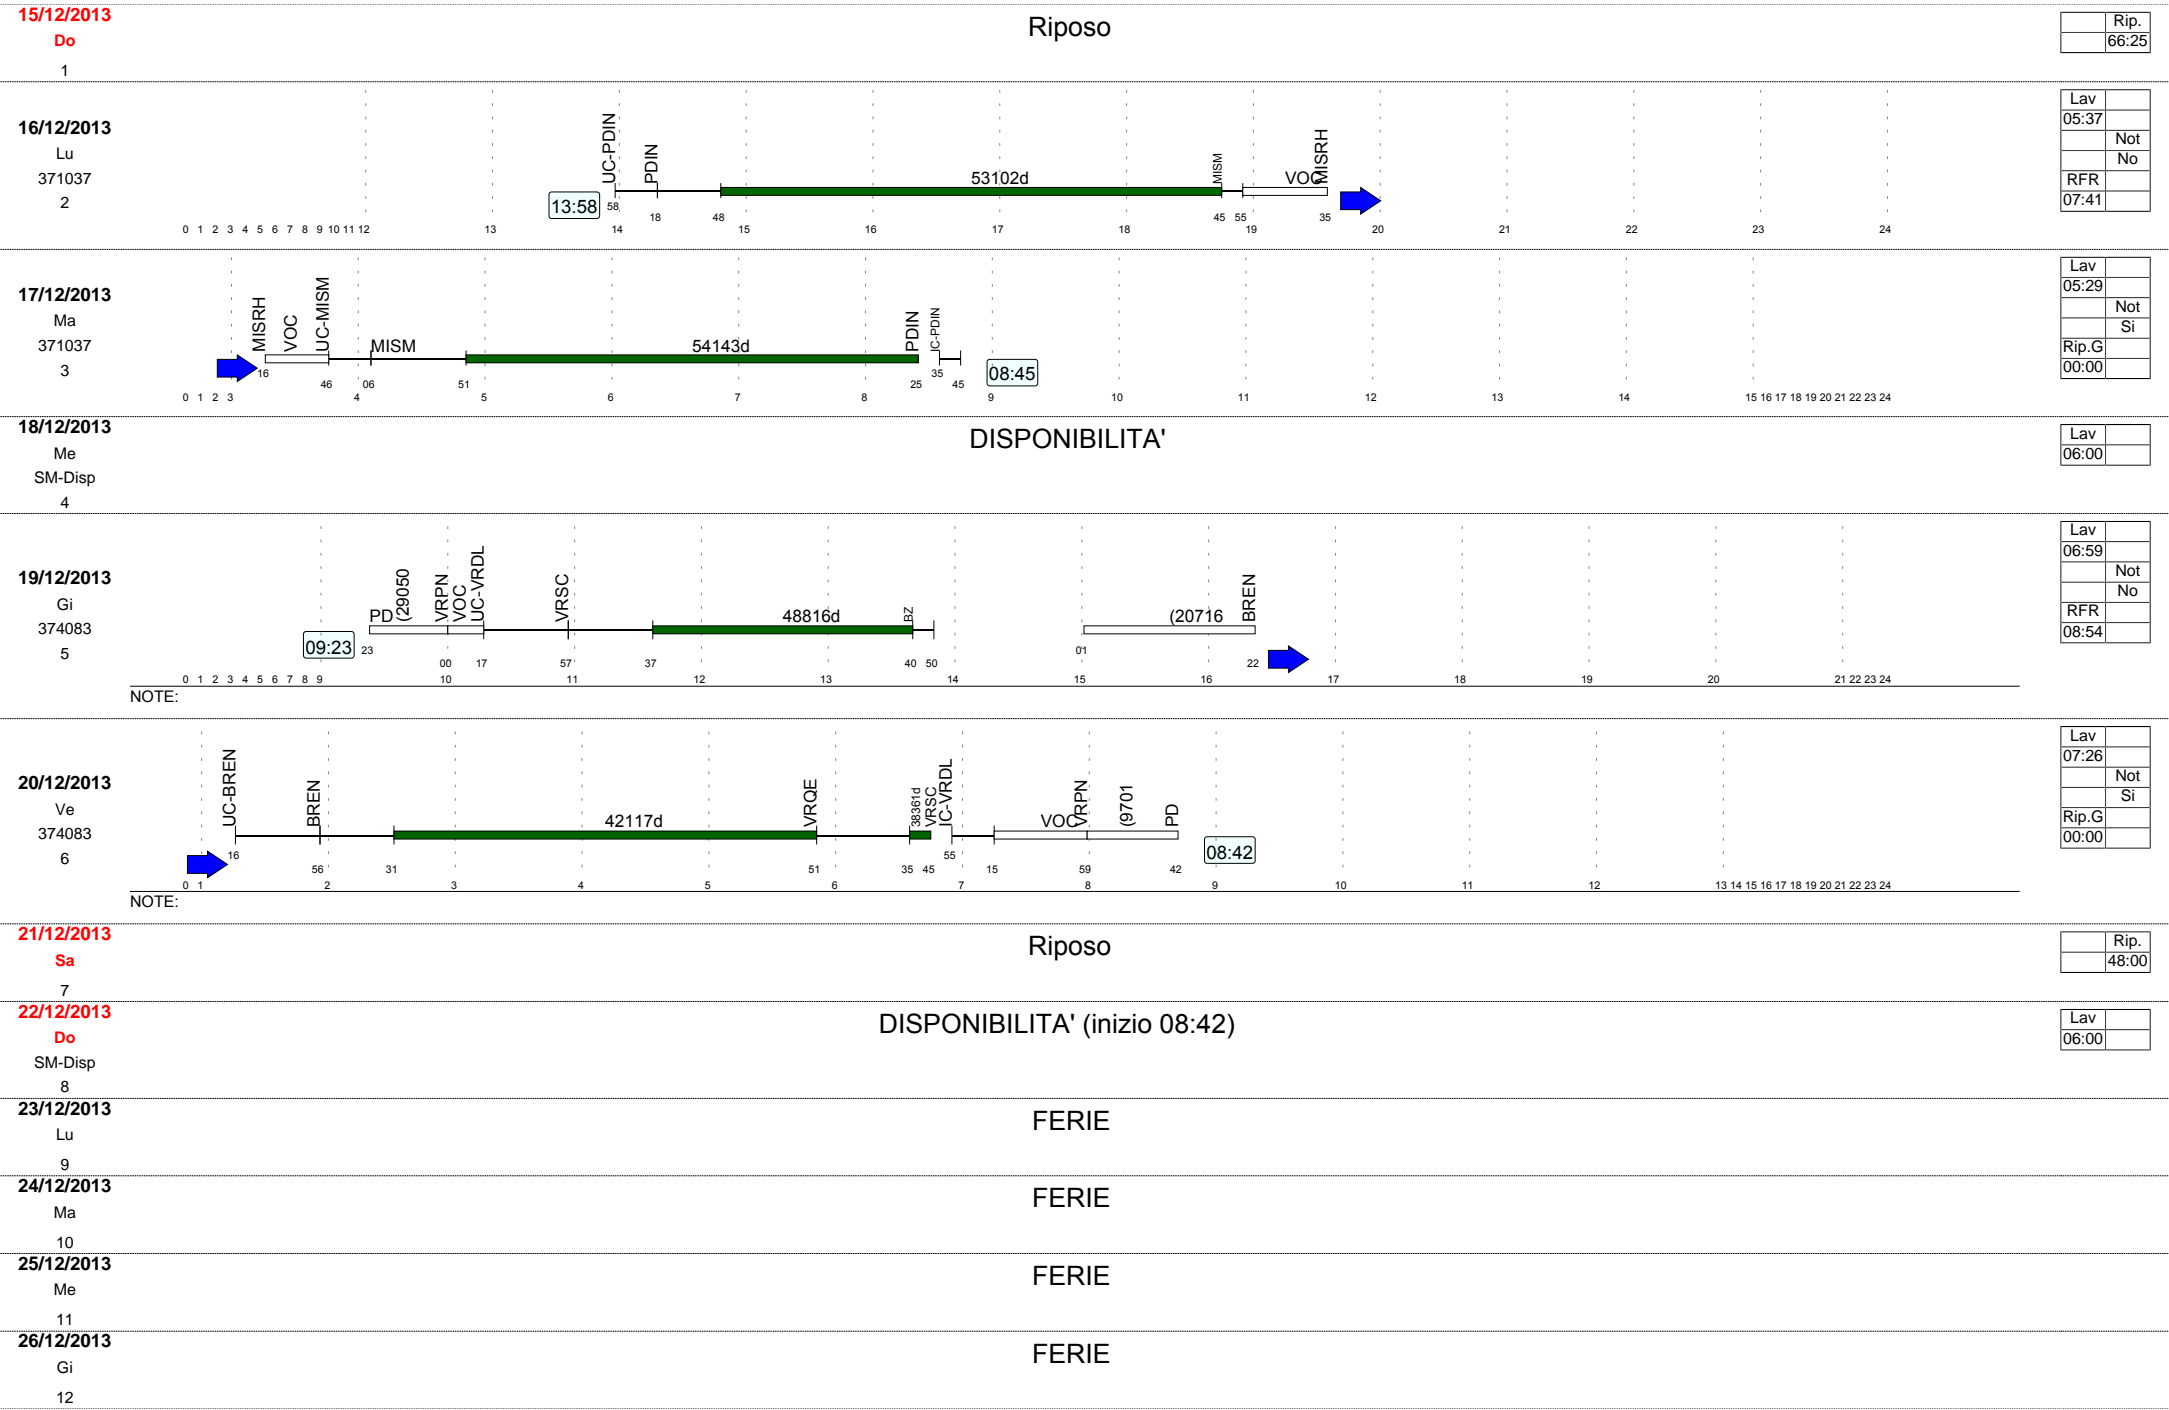 15/12/2013
Do
1
Riposo
Rip.
66:25
16/12/2013
Lu
371037
2
13:58
UC-PDIN
PDIN
53102d
MISM
VOC
MISRH
58
18
48
45
55
35
0 1 2 3 4 5 6 7 8 9 10 11 12 13 14 15 16 17 18 19 20 21 22 23 24
Lav
05:37
Not
No
RFR
07:41
17/12/2013
Ma
371037
3
MISRH
VOC
UC-MISM
MISM
54143d
PDIN
IC-PDIN
08:45
16
46
06
51
25
35
45
0 1 2 3 4 5 6 7 8 9 10 11 12 13 14 15 16 17 18 19 20 21 22 23 24
Lav
05:29
Not
Si
Rip.G
00:00
18/12/2013
Me
SM-Disp
4
DISPONIBILITA'
Lav
06:00
19/12/2013
Gi
374083
5
09:23
PD
(29050
VRPN
VOC
UC-VRDL
VRSC
48816d
BZ
(20716
BREN
23
00
17
57
37
40
50
01
22
0 1 2 3 4 5 6 7 8 9 10 11 12 13 14 15 16 17 18 19 20 21 22 23 24
NOTE:
Lav
06:59
Not
No
RFR
08:54
20/12/2013
Ve
374083
6
UC-BREN
BREN
42117d
VRQE
38361d
VRSC
IC-VRDL
VOC
VRPN
(9701
PD
08:42
16
56
31
51
35
45
55
15
59
42
0 1 2 3 4 5 6 7 8 9 10 11 12 13 14 15 16 17 18 19 20 21 22 23 24
NOTE:
Lav
07:26
Not
Si
Rip.G
00:00
21/12/2013
Sa
7
Riposo
Rip.
48:00
22/12/2013
Do
SM-Disp
8
DISPONIBILITA' (inizio 08:42)
Lav
06:00
23/12/2013
Lu
9
FERIE
24/12/2013
Ma
10
FERIE
25/12/2013
Me
11
FERIE
26/12/2013
Gi
12
FERIE